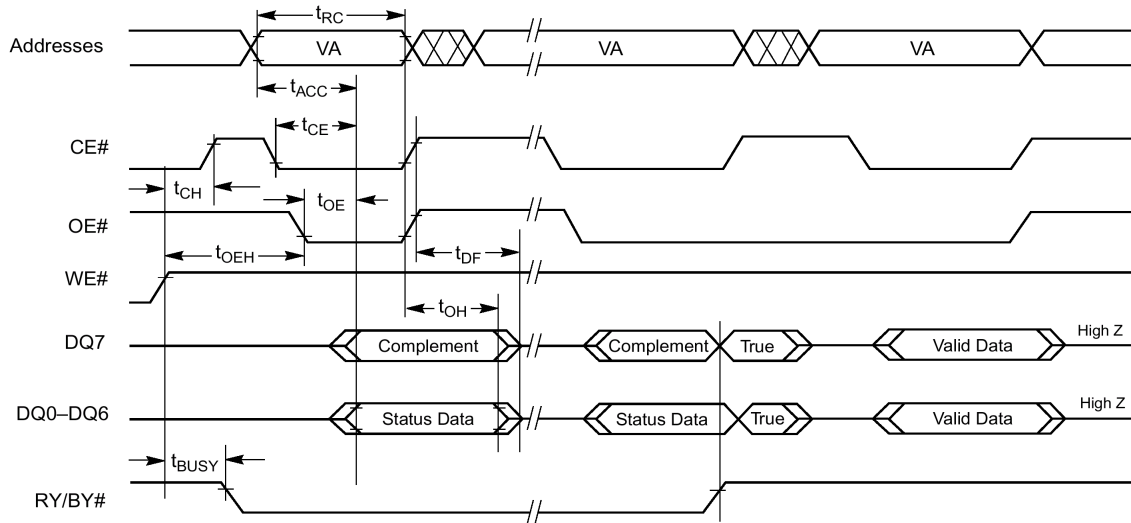 tRC
Addresses VA VA VA
tACC
tCE
CE#
tCH
tOE
OE#
tOEH tDF
WE#
tOH
DQ7 Complement Complement True Valid Data High Z
DQ0–DQ6 Status Data Status Data True Valid Data High Z
tBUSY
RY/BY#